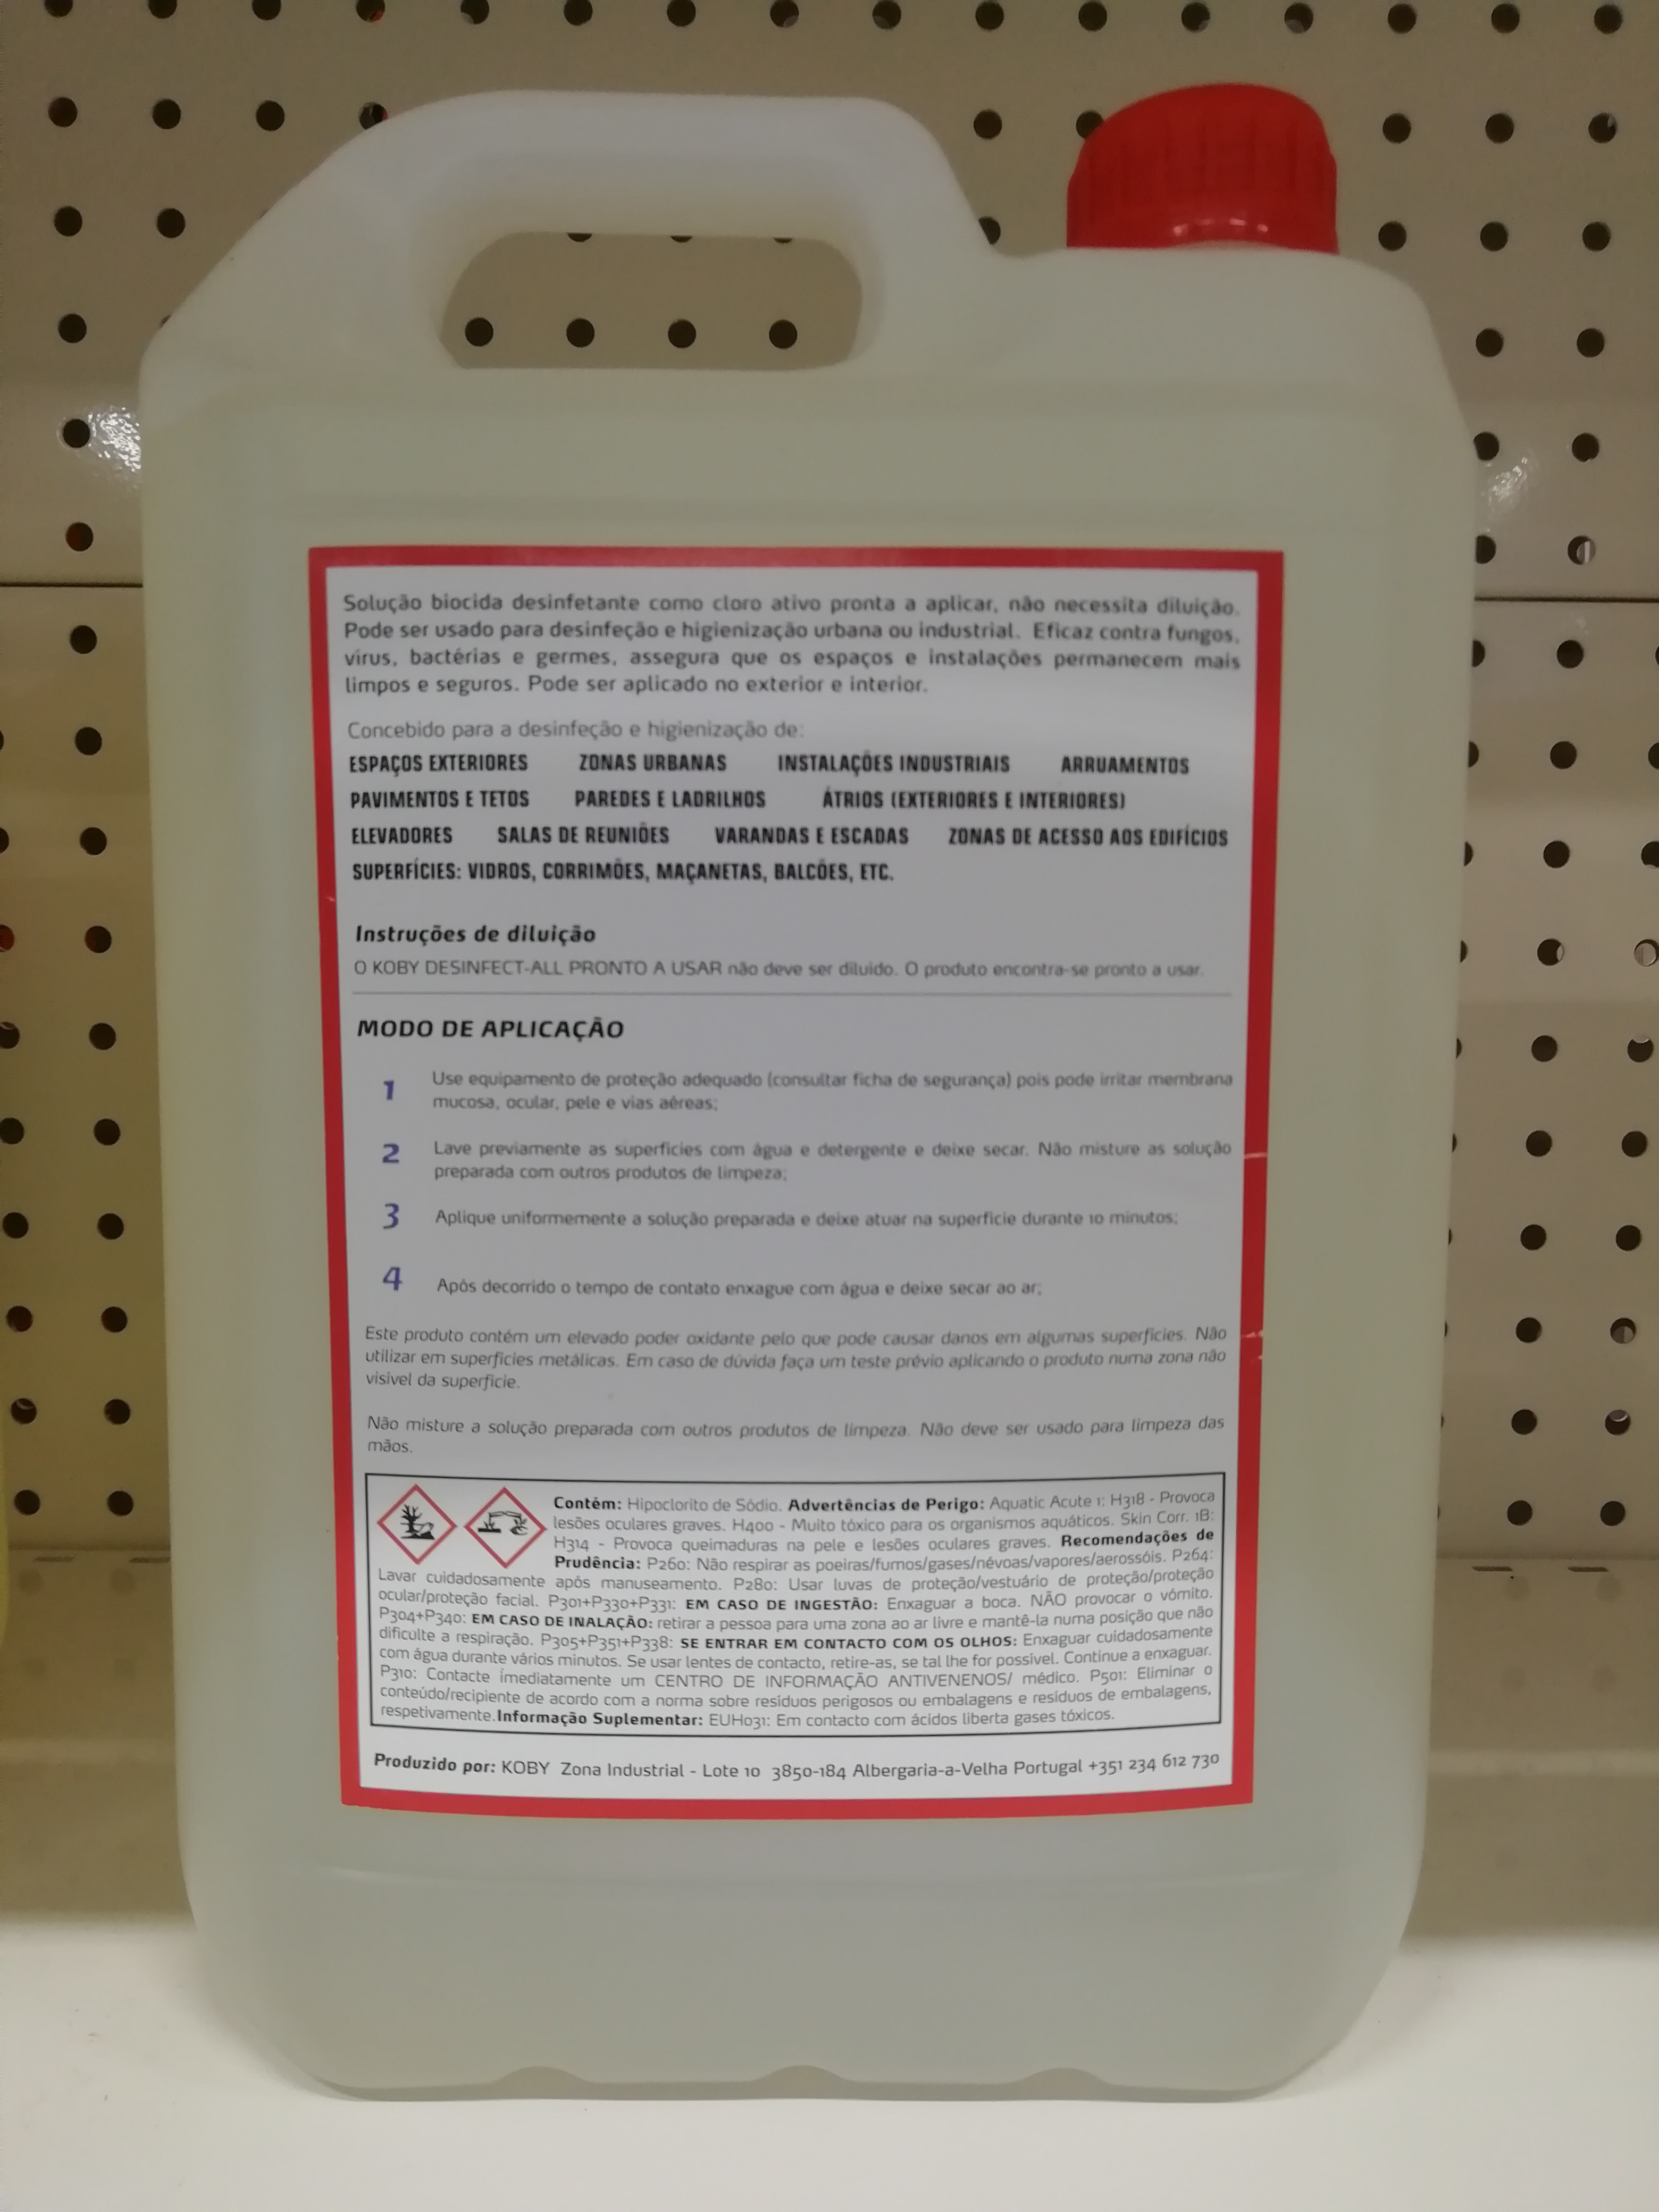 Solução biocida desinfetante como cloro ativo pronta a aplicar, não necessita diluição.
Pode ser usado para desinfeção e higienização urbana ou industrial. Eficaz contra fungos,
virus, bactérias e germes, assegura que os espaços e instalações permanecem mais
limpos e seguros. Pode ser aplicado no exterior e interior.
Concebido para a desinfeção e higienização de:
ESPAÇOS EXTERIORES ZONAS URBANAS INSTALAÇÕES INDUSTRIAIS ARRUAMENTOS
PAVIMENTOS E TETOS PAREDES E LADRILHOS ÁTRIOS (EXTERIORES E INTERIORES)
ELEVADORES SALAS DE REUNIÕES VARANDAS E ESCADAS ZONAS DE ACESSO AOS EDIFÍCIOS
SUPERFÍCIES: VIDROS, CORRIMÕES, MAÇANETAS, BALCÕES, ETC.
Instruções de diluição
O KOBY DESINFECT-ALL PRONTO A USAR não deve ser diluido. O produto encontra-se pronto a usar.
MODO DE APLICAÇÃO
1 Use equipamento de proteção adequado (consultar ficha de segurança) pois pode irritar membrana
mucosa, ocular, pele e vias aéreas;
2 Lave previamente as superficies com água e detergente e deixe secar. Não misture as solução
preparada com outros produtos de limpeza;
3 Aplique uniformemente a solução preparada e deixe atuar na superficie durante 10 minutos;
4 Após decorrido o tempo de contato enxague com água e deixe secar ao ar;
Este produto contém um elevado poder oxidante pelo que pode causar danos em algumas superficies. Não
utilizar em superficies metálicas. Em caso de dúvida faça um teste prévio aplicando o produto numa zona não
visivel da superficie.
Não misture a solução preparada com outros produtos de limpeza. Não deve ser usado para limpeza das
mãos.
Contém: Hipoclorito de Sódio. Advertências de Perigo: Aquatic Acute 1: H318 - Provoca
lesões oculares graves. H400 - Muito tóxico para os organismos aquáticos. Skin Corr. 1B:
H314 - Provoca queimaduras na pele e lesões oculares graves. Recomendações de
Prudência: P260: Não respirar as poeiras/fumos/gases/névoas/vapores/aerossóis. P264:
Lavar cuidadosamente após manuseamento. P280: Usar luvas de proteção/vestuário de proteção/proteção
ocular/proteção facial. P301+P330+P331: EM CASO DE INGESTÃO: Enxaguar a boca. NÃO provocar o vómito.
P304+P340: EM CASO DE INALAÇÃO: retirar a pessoa para uma zona ao ar livre e mantê-la numa posição que não
dificulte a respiração. P305+P351+P338: SE ENTRAR EM CONTACTO COM OS OLHOS: Enxaguar cuidadosamente
com água durante vários minutos. Se usar lentes de contacto, retire-as, se tal lhe for possivel. Continue a enxaguar.
P310: Contacte imediatamente um CENTRO DE INFORMAÇÃO ANTIVENENOS/ médico. P501: Eliminar o
conteúdo/recipiente de acordo com a norma sobre residuos perigosos ou embalagens e residuos de embalagens,
respetivamente.Informação Suplementar: EUH031: Em contacto com ácidos liberta gases tóxicos.
Produzido por: KOBY Zona Industrial - Lote 10 3850-184 Albergaria-a-Velha Portugal +351 234 612 730